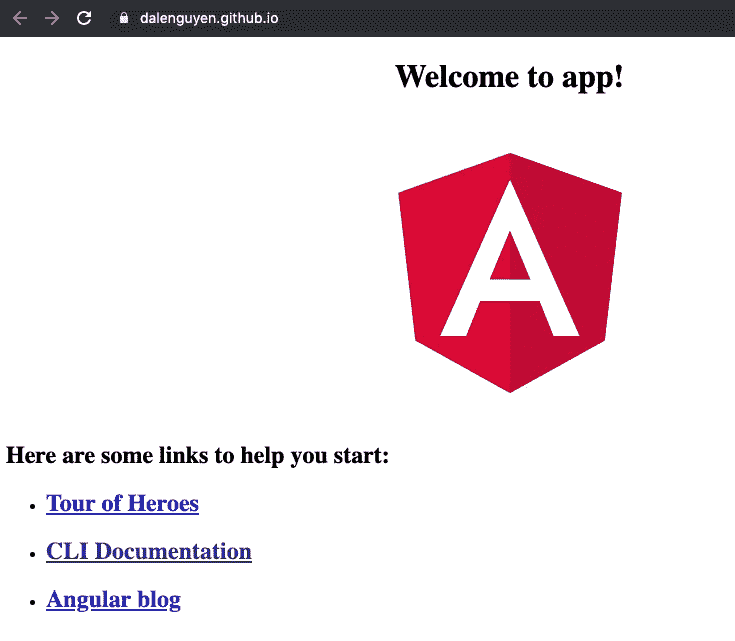 dalenguyen.github.io
Welcome to app!
A
Here are some links to help you start:
Tour of Heroes
CLI Documentation
Angular blog